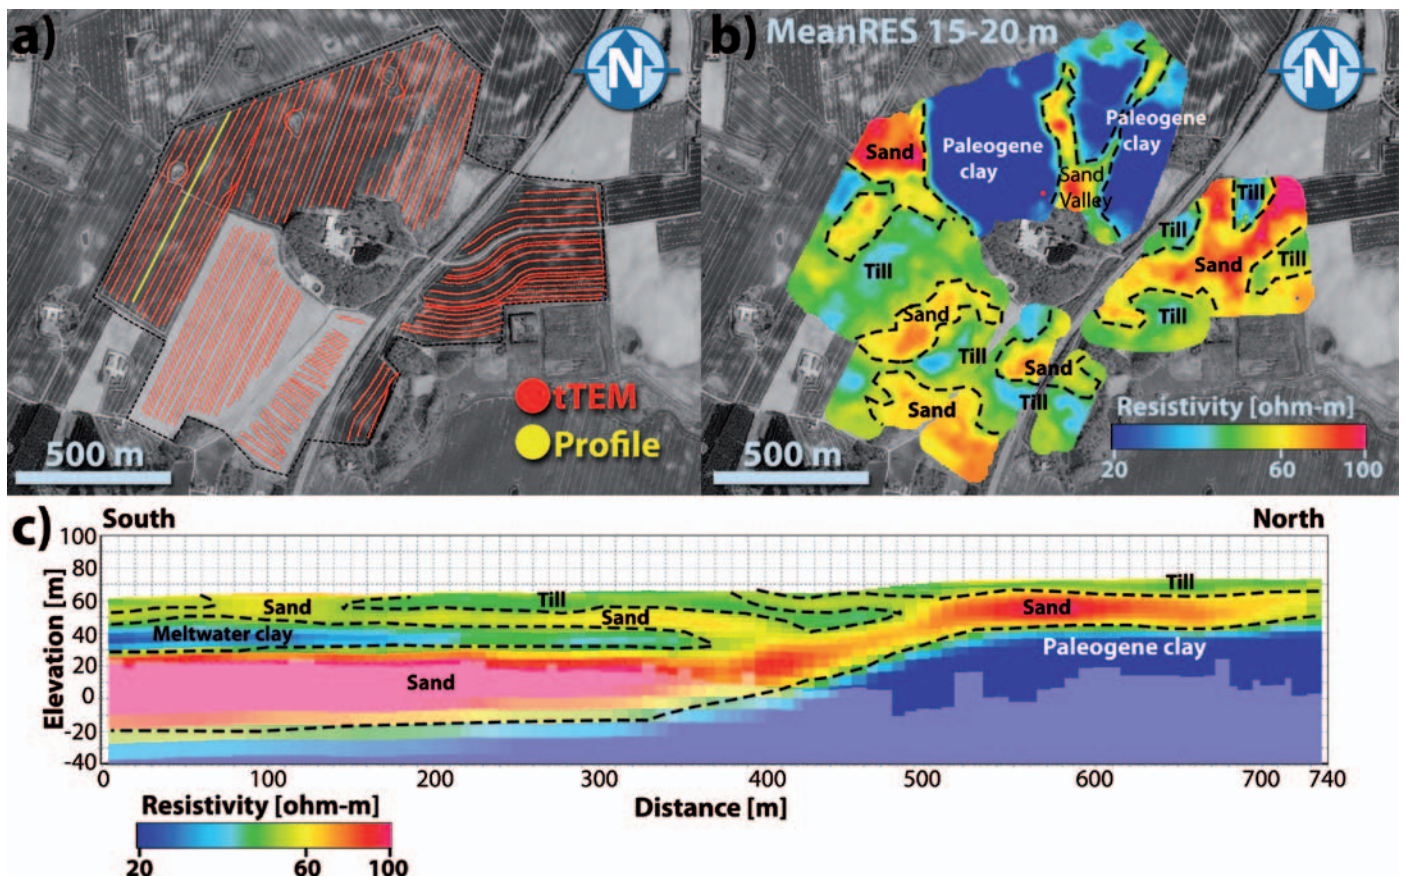 a)
N
tTEM
Profile
500 m
b)
MeanRES 15-20 m
N
Paleogene
clay
Paleogene
clay
Sand
Sand
Valley
Till
Till
Till
Till
Sand
Till
Sand
Till
Sand
Sand
Till
500 m
Resistivity [ohm-m]
20 60 100
c)
South
North
Elevation [m]
100
80
60
40
20
0
-20
-40
Till
Sand
Till
Sand
Sand
Meltwater clay
Paleogene clay
Sand
0 100 200 300 400 500 600 700 740
Distance [m]
Resistivity [ohm-m]
20 60 100